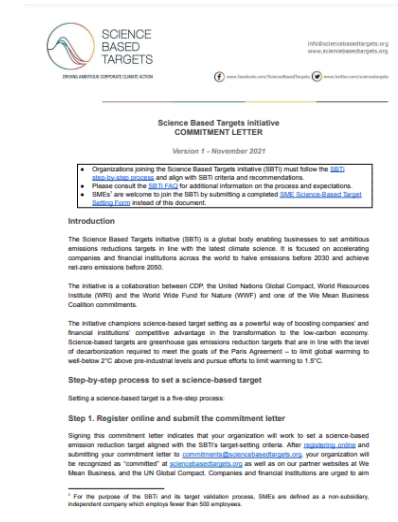 SCIENCE
BASED
TARGETS
DRIVING AMBITIOUS CORPORATE CLIMATE ACTION
info@sciencebasedtargets.org
www.sciencebasedtargets.org
www.facebook.com/ScienceBasedTargets www.twitter.com/sciencetargets
Science Based Targets initiative
COMMITMENT LETTER
Version 1 - November 2021
• Organizations joining the Science Based Targets initiative (SBTi) must follow the SBTi
step-by-step process and align with SBTi criteria and recommendations.
• Please consult the SBTi FAQ for additional information on the process and expectations.
• SMEs¹ are welcome to join the SBTi by submitting a completed SME Science-Based Target
Setting Form instead of this document.
Introduction
The Science Based Targets initiative (SBTi) is a global body enabling businesses to set ambitious
emissions reductions targets in line with the latest climate science. It is focused on accelerating
companies and financial institutions across the world to halve emissions before 2030 and achieve
net-zero emissions before 2050.
The initiative is a collaboration between CDP, the United Nations Global Compact, World Resources
Institute (WRI) and the World Wide Fund for Nature (WWF) and one of the We Mean Business
Coalition commitments.
The initiative champions science-based target setting as a powerful way of boosting companies' and
financial institutions' competitive advantage in the transformation to the low-carbon economy.
Science-based targets are greenhouse gas emissions reduction targets that are in line with the level
of decarbonization required to meet the goals of the Paris Agreement – to limit global warming to
well-below 2°C above pre-industrial levels and pursue efforts to limit warming to 1.5°C.
Step-by-step process to set a science-based target
Setting a science-based target is a five-step process:
Step 1. Register online and submit the commitment letter
Signing this commitment letter indicates that your organization will work to set a science-based
emission reduction target aligned with the SBTi's target-setting criteria. After registering online and
submitting your commitment letter to commitments@sciencebasedtargets.org, your organization will
be recognized as "committed" at sciencebasedtargets.org as well as on our partner websites at We
Mean Business, and the UN Global Compact. Companies and financial institutions are urged to aim
¹ For the purpose of the SBTi and its target validation process, SMEs are defined as a non-subsidiary,
independent company which employs fewer than 500 employees.